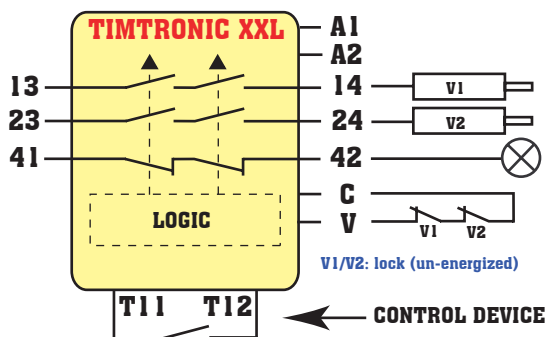 TIMTRONIC XXL
A1
A2
13 14 V1
23 24 V2
41 42
C
LOGIC V V1 V2
V1/V2: lock (un-energized)
T11 T12 CONTROL DEVICE